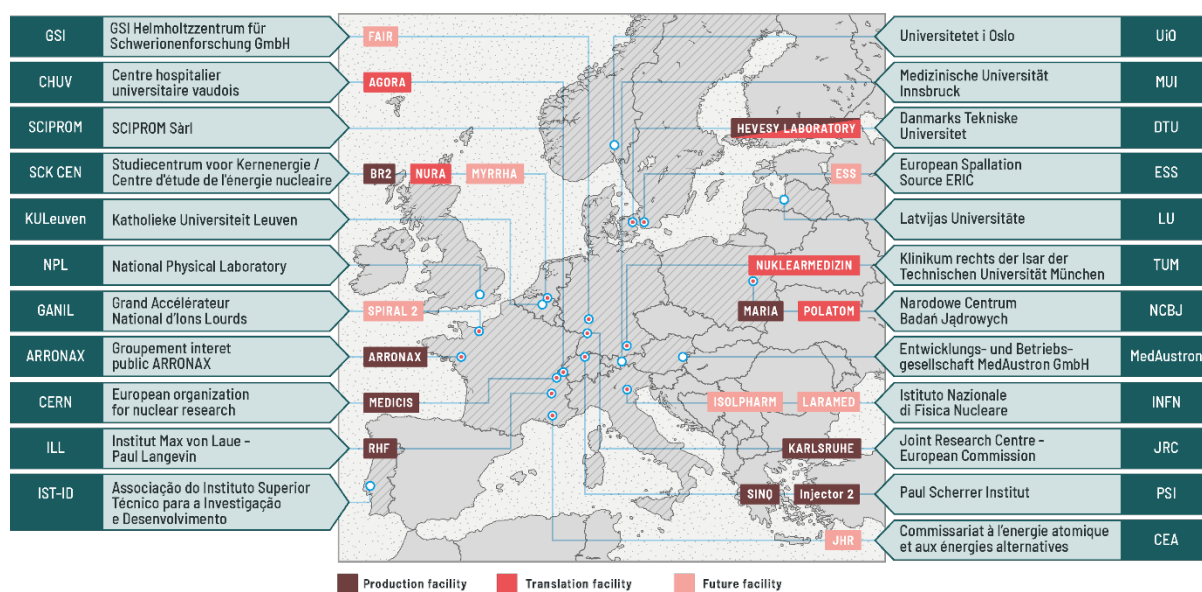 GSI
GSI Helmholtzzentrum für
Schwerionenforschung GmbH
FAIR
CHUV
Centre hospitalier
universitaire vaudois
AGORA
SCIPROM
SCIPROM Sàrl
SCK CEN
Studiecentrum voor Kernenergie /
Centre d'étude de l'énergie nucleaire
BR2
NURA
MYRRHA
KULeuven
Katholieke Universiteit Leuven
NPL
National Physical Laboratory
GANIL
Grand Accélérateur
National d'Ions Lourds
SPIRAL 2
ARRONAX
Groupement interet
public ARRONAX
ARRONAX
CERN
European organization
for nuclear research
MEDICIS
ILL
Institut Max von Laue –
Paul Langevin
RHF
IST-ID
Associação do Instituto Superior
Técnico para a Investigação
e Desenvolvimento
Universitetet i Oslo
UiO
Medizinische Universität
Innsbruck
MUI
HEVESY LABORATORY
Danmarks Tekniske
Universitet
DTU
ESS
European Spallation
Source ERIC
ESS
Latvijas Universitāte
LU
NUKLEARMEDIZIN
Klinikum rechts der Isar der
Technischen Universität München
TUM
MARIA
POLATOM
Narodowe Centrum
Badań Jądrowych
NCBJ
Entwicklungs- und Betriebs-
gesellschaft MedAustron GmbH
MedAustron
ISOLPHARM
LARAMED
Istituto Nazionale
di Fisica Nucleare
INFN
KARLSRUHE
Joint Research Centre –
European Commission
JRC
SINQ
Injector 2
Paul Scherrer Institut
PSI
JHR
Commissariat à l'energie atomique
et aux énergies alternatives
CEA
Production facility
Translation facility
Future facility